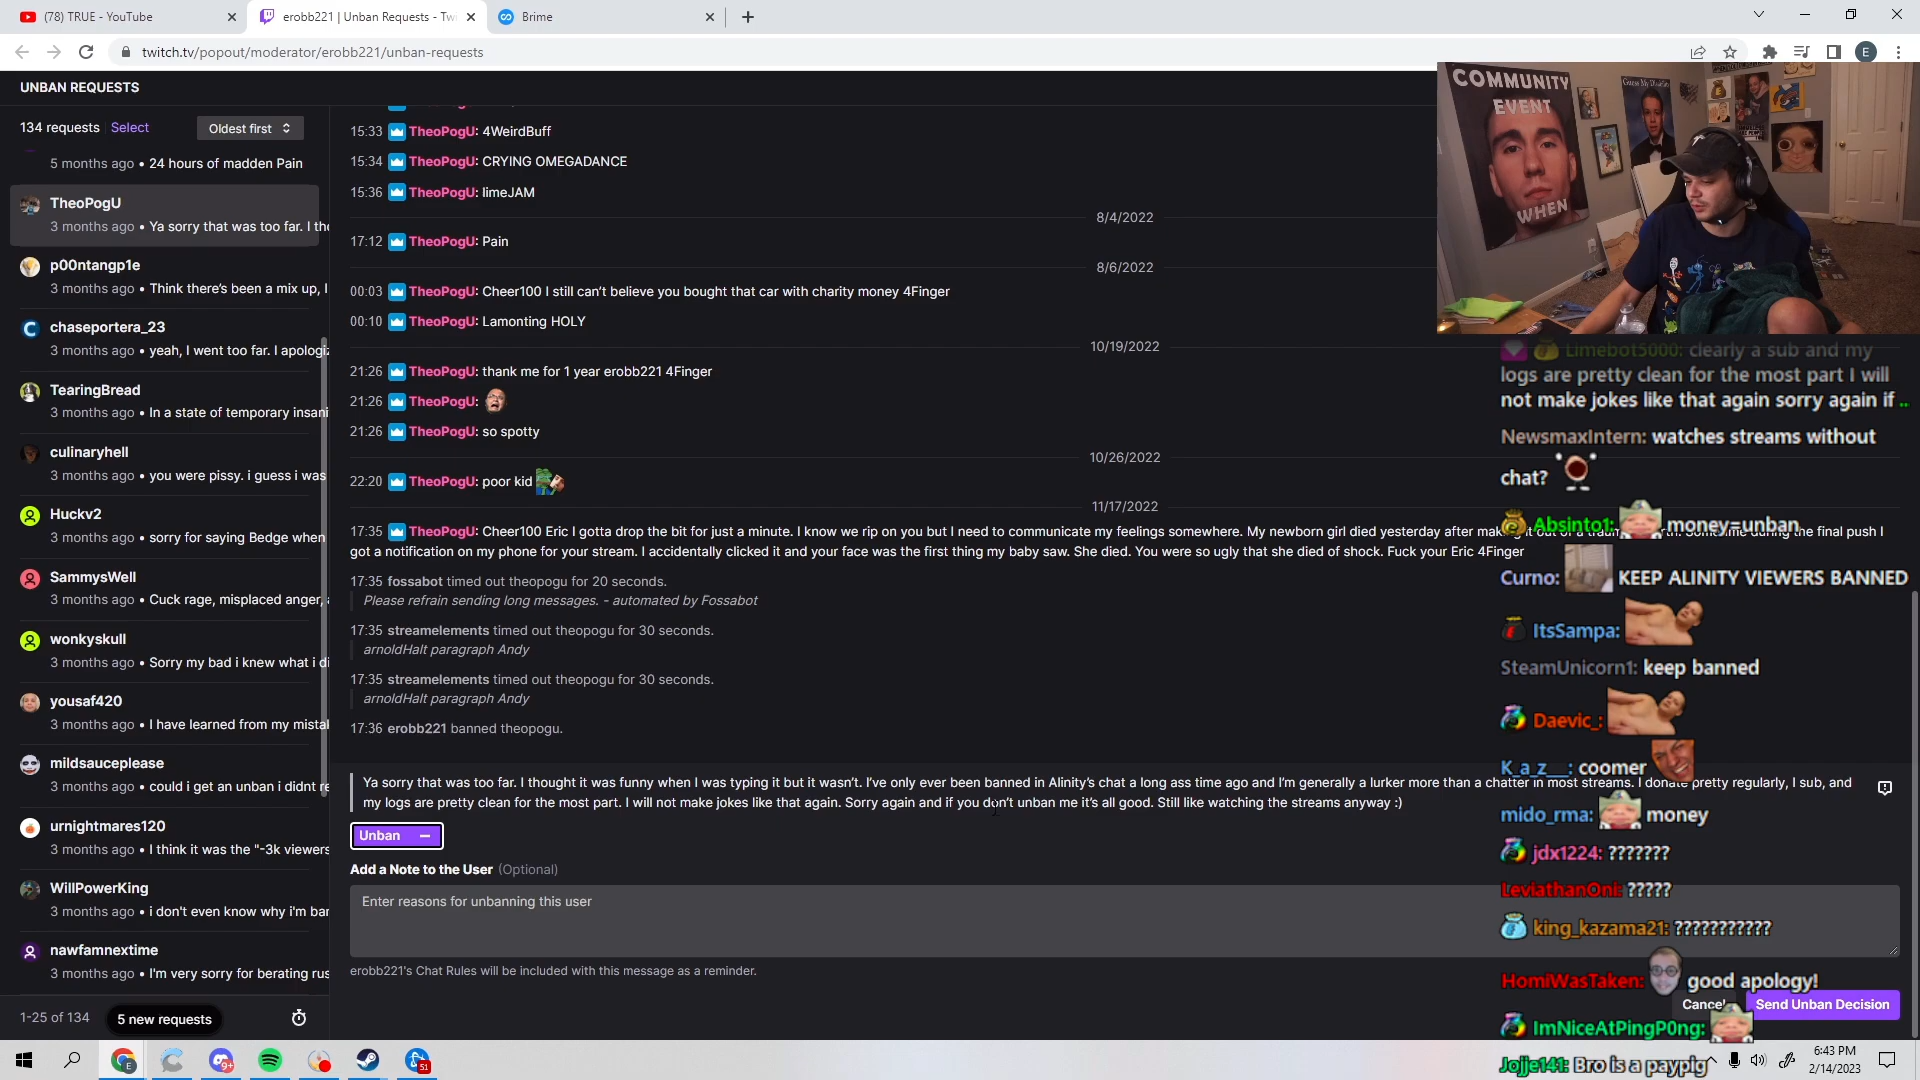 (78) TRUE - YouTube
erobb221 | Unban Requests - Twi
Brime
twitch.tv/popout/moderator/erobb221/unban-requests
E
UNBAN REQUESTS
134 requests Select
Oldest first
5 months ago • 24 hours of madden Pain
TheoPogU
3 months ago • Ya sorry that was too far. I tho
p00ntangp1e
3 months ago • Think there's been a mix up, I
chaseportera_23
3 months ago • yeah, I went too far. I apologiz
TearingBread
3 months ago • In a state of temporary insani
culinaryhell
3 months ago • you were pissy. i guess i was
Huckv2
3 months ago • sorry for saying Bedge when
SammysWell
3 months ago • Cuck rage, misplaced anger,
wonkyskull
3 months ago • Sorry my bad i knew what i di
yousaf420
3 months ago • I have learned from my mistak
mildsauceplease
3 months ago • could i get an unban i didnt re
urnightmares120
3 months ago • I think it was the "-3k viewers
WillPowerKing
3 months ago • i don't even know why i'm ban
nawfamnextime
3 months ago • I'm very sorry for berating rus
1-25 of 134
5 new requests
15:33 TheoPogU: 4WeirdBuff
15:34 TheoPogU: CRYING OMEGADANCE
15:36 TheoPogU: limeJAM
8/4/2022
17:12 TheoPogU: Pain
8/6/2022
00:03 TheoPogU: Cheer100 I still can't believe you bought that car with charity money 4Finger
00:10 TheoPogU: Lamonting HOLY
10/19/2022
21:26 TheoPogU: thank me for 1 year erobb221 4Finger
21:26 TheoPogU:
21:26 TheoPogU: so spotty
10/26/2022
22:20 TheoPogU: poor kid
11/17/2022
17:35 TheoPogU: Cheer100 Eric I gotta drop the bit for just a minute. I know we rip on you but I need to communicate my feelings somewhere. My newborn girl died yesterday after making it out of a during the final push I
got a notification on my phone for your stream. I accidentally clicked it and your face was the first thing my baby saw. She died. You were so ugly that she died of shock. Fuck your Eric 4Finger
17:35 fossabot timed out theopogu for 20 seconds.
Please refrain sending long messages. - automated by Fossabot
17:35 streamelements timed out theopogu for 30 seconds.
arnoldHalt paragraph Andy
17:35 streamelements timed out theopogu for 30 seconds.
arnoldHalt paragraph Andy
17:36 erobb221 banned theopogu.
Ya sorry that was too far. I thought it was funny when I was typing it but it wasn't. I've only ever been banned in Alinity's chat a long ass time ago and I'm generally a lurker more than a chatter in most streams. I donate pretty regularly, I sub, and
my logs are pretty clean for the most part. I will not make jokes like that again. Sorry again and if you don't unban me it's all good. Still like watching the streams anyway :)
Unban
Add a Note to the User (Optional)
Enter reasons for unbanning this user
erobb221's Chat Rules will be included with this message as a reminder.
Cancel
Send Unban Decision
COMMUNITY
EVENT
WHEN
Limebot5000: clearly a sub and my
logs are pretty clean for the most part I will
not make jokes like that again sorry again if ..
NewsmaxIntern: watches streams without
chat?
Absinto1: money=unban
Curno: KEEP ALINITY VIEWERS BANNED
ItsSampa:
SteamUnicorn1: keep banned
Daevic_:
K_a_z___: coomer
mido_rma: money
jdx1224: ???????
LeviathanOni: ?????
king_kazama21: ???????????
HomiWasTaken: good apology!
ImNiceAtPingP0ng:
Jojje141: Bro is a paypig
9+
51
6:43 PM
2/14/2023